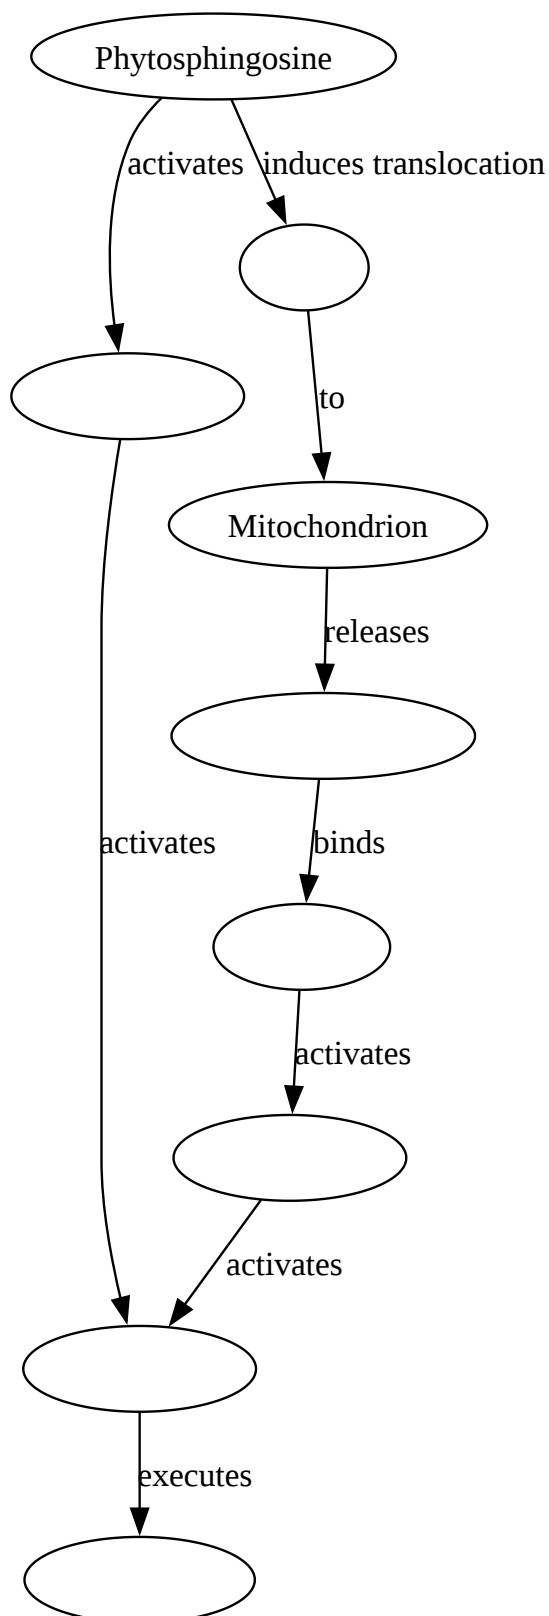 Phytosphingosine
activates
induces translocation
to
Mitochondrion
releases
activates
binds
activates
activates
executes